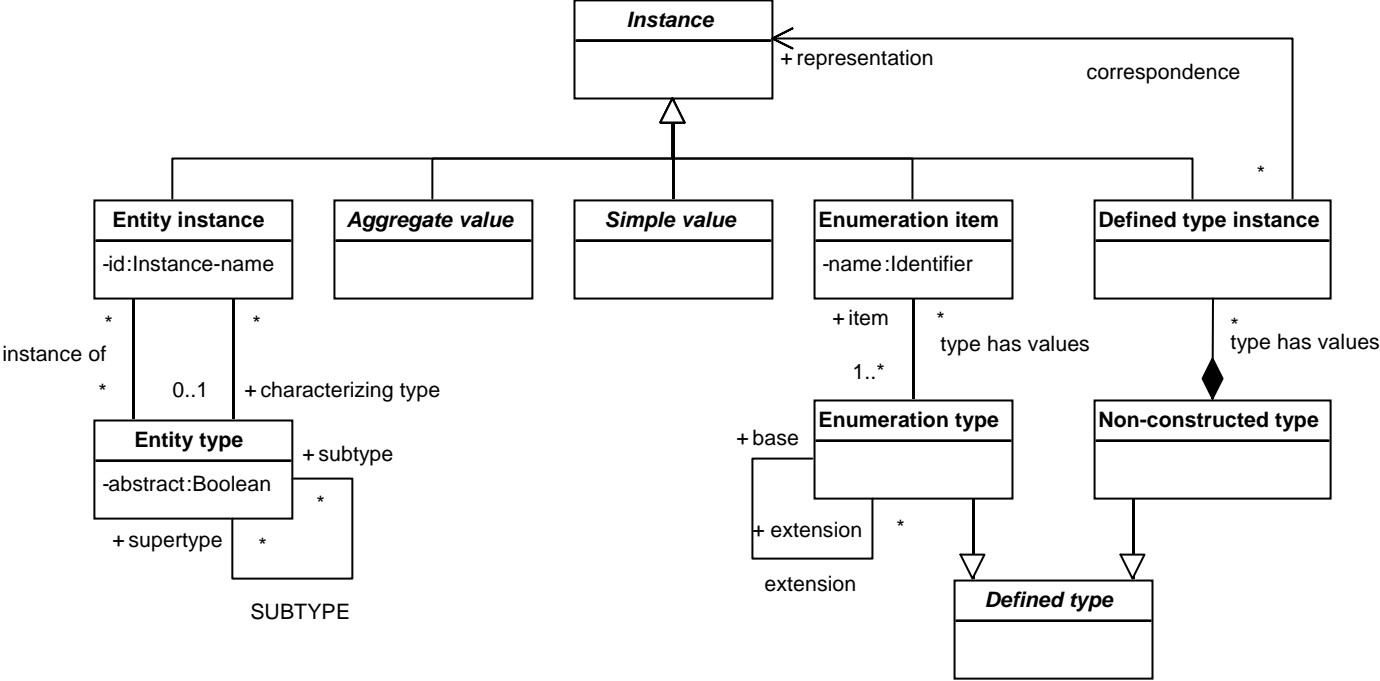 Instance
+ representation
correspondence
*
Entity instance
-id:Instance-name
Aggregate value
Simple value
Enumeration item
-name:Identifier
Defined type instance
*
*
instance of
*
0..1
+ characterizing type
+ item
*
type has values
1..*
*
type has values
Entity type
-abstract:Boolean
+ subtype
*
+ supertype
*
SUBTYPE
Enumeration type
+ base
+ extension
*
extension
Non-constructed type
Defined type